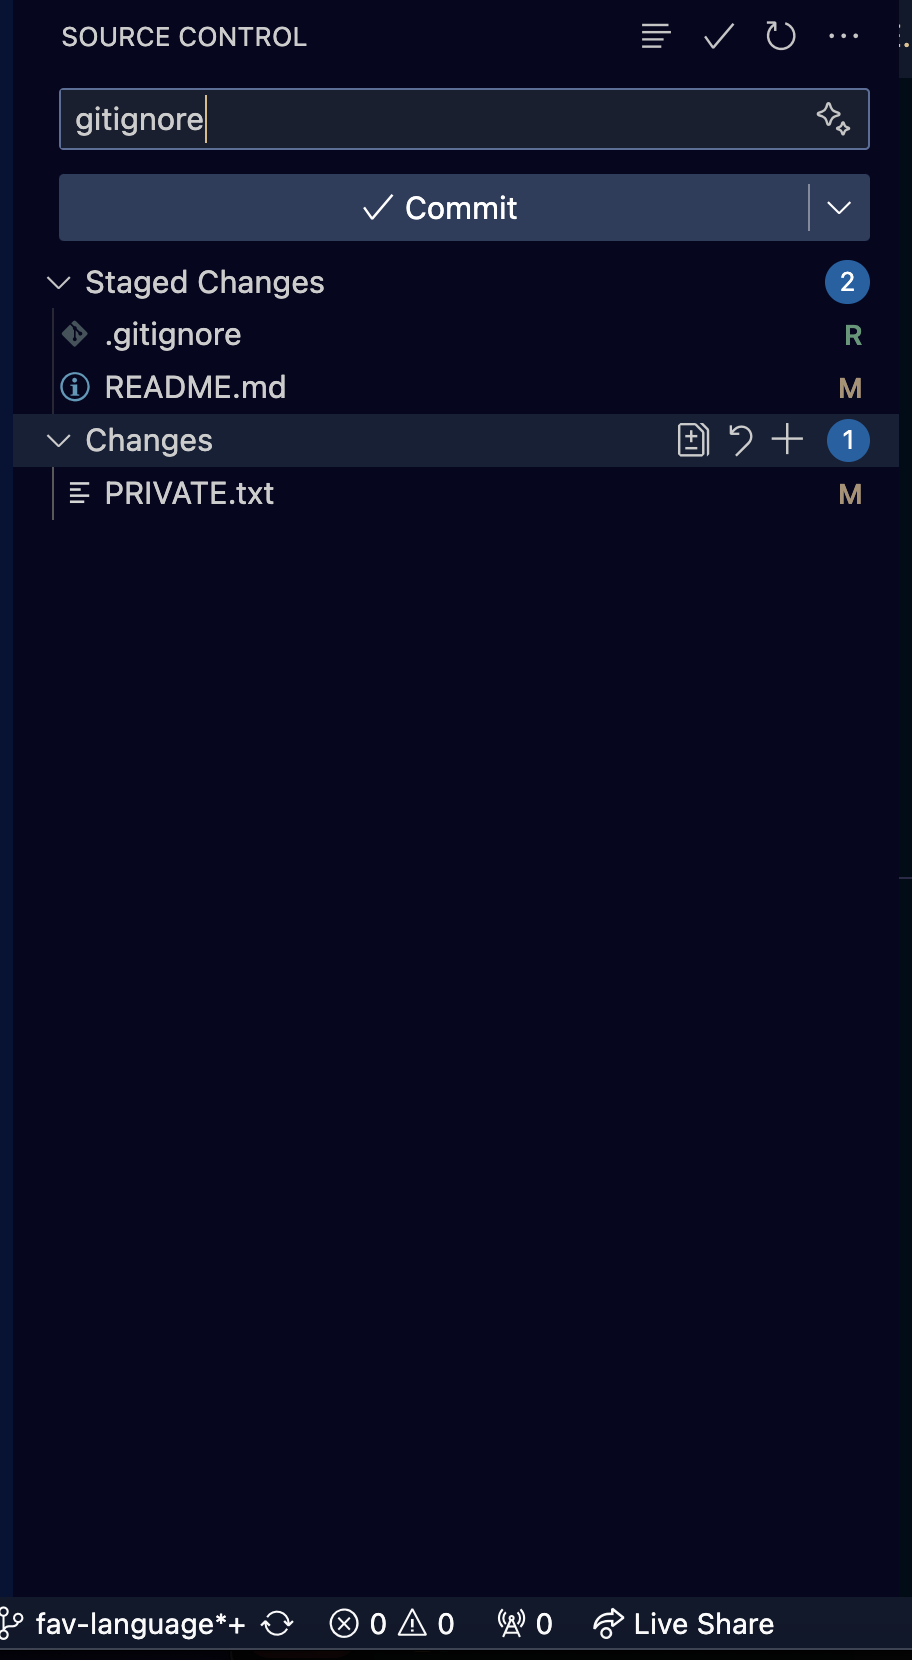 SOURCE CONTROL
gitignore
Commit
Staged Changes 2
.gitignore R
README.md M
Changes 1
PRIVATE.txt M
fav-language*+ 0 0 0 Live Share